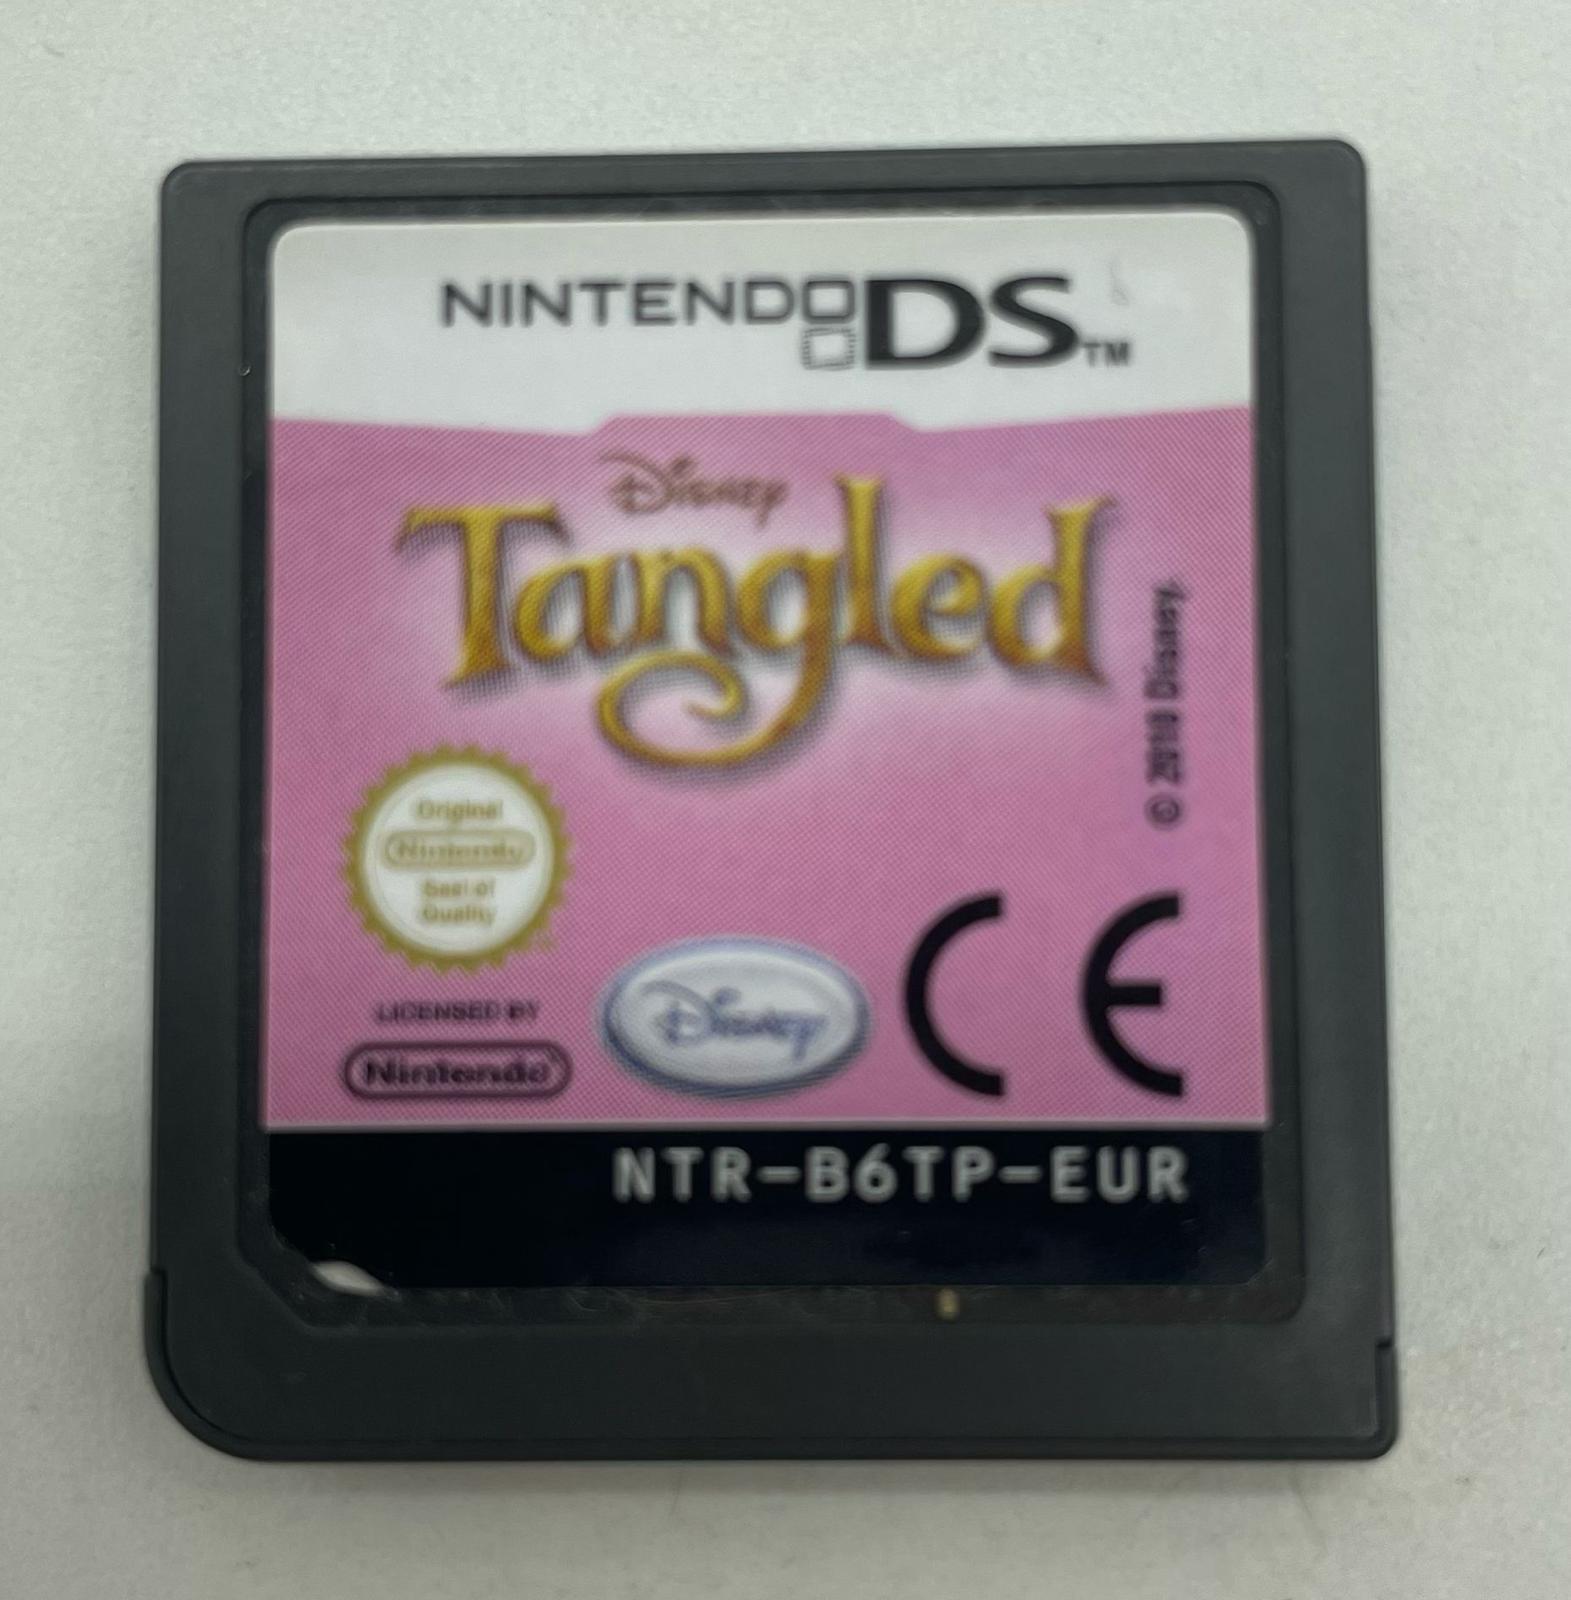 NINTENDO DS™
Disney
Tangled
© 2010 Disney.
Original
Nintendo
Seal of
Quality
LICENSED BY
Nintendo
Disney
CE
NTR-B6TP-EUR